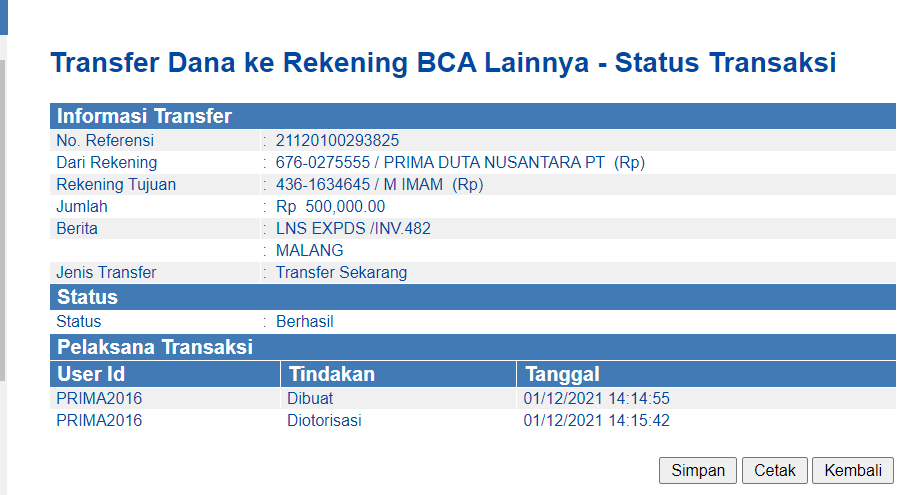 Transfer Dana ke Rekening BCA Lainnya - Status Transaksi
Informasi Transfer
No. Referensi : 21120100293825
Dari Rekening : 676-0275555 / PRIMA DUTA NUSANTARA PT (Rp)
Rekening Tujuan : 436-1634645 / M IMAM (Rp)
Jumlah : Rp 500,000.00
Berita : LNS EXPDS /INV.482
: MALANG
Jenis Transfer : Transfer Sekarang
Status
Status : Berhasil
Pelaksana Transaksi
User Id Tindakan Tanggal
PRIMA2016 Dibuat 01/12/2021 14:14:55
PRIMA2016 Diotorisasi 01/12/2021 14:15:42
Simpan Cetak Kembali